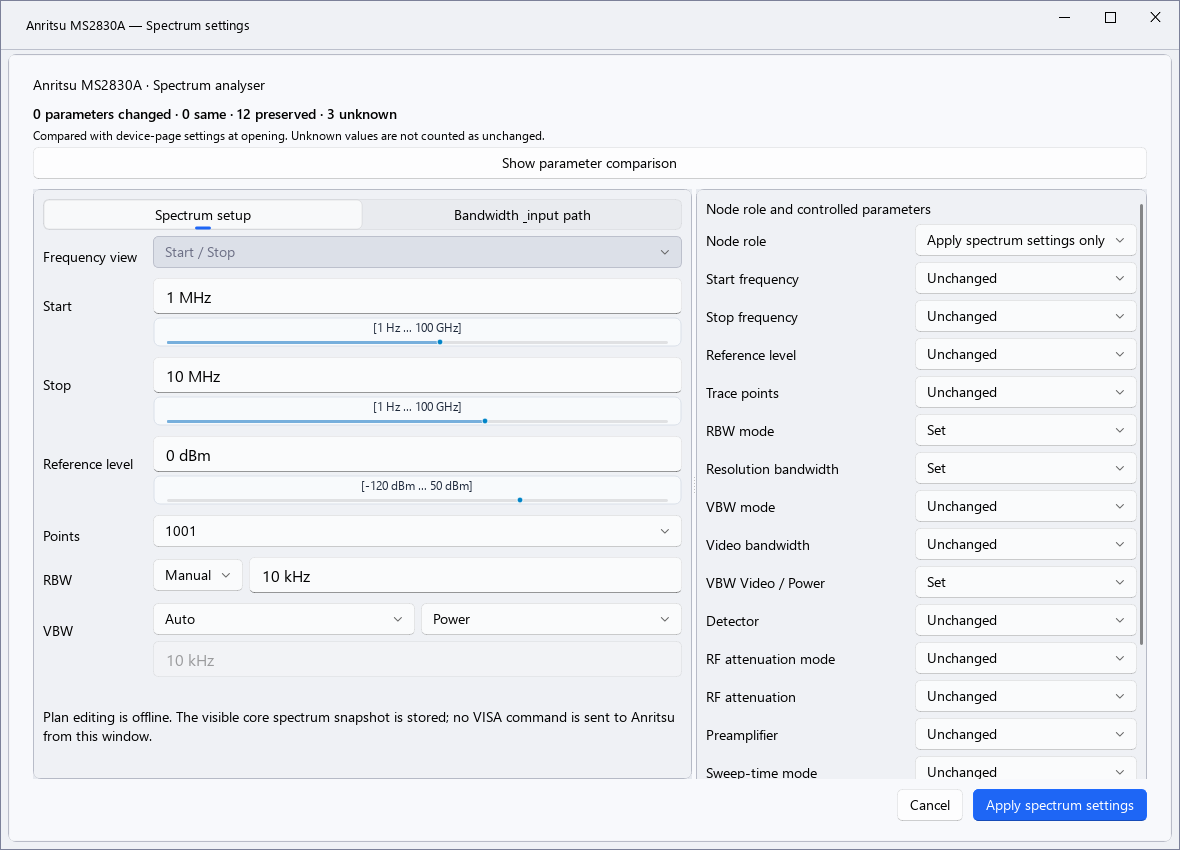 Anritsu MS2830A — Spectrum settings
Anritsu MS2830A · Spectrum analyser
0 parameters changed · 0 same · 12 preserved · 3 unknown
Compared with device-page settings at opening. Unknown values are not counted as unchanged.
Show parameter comparison
Spectrum setup
Bandwidth _input path
Frequency view
Start / Stop
Start
1 MHz
[1 Hz ... 100 GHz]
Stop
10 MHz
[1 Hz ... 100 GHz]
Reference level
0 dBm
[-120 dBm ... 50 dBm]
Points
1001
RBW
Manual
10 kHz
VBW
Auto
Power
10 kHz
Plan editing is offline. The visible core spectrum snapshot is stored; no VISA command is sent to Anritsu
from this window.
Node role and controlled parameters
Node role
Apply spectrum settings only
Start frequency
Unchanged
Stop frequency
Unchanged
Reference level
Unchanged
Trace points
Unchanged
RBW mode
Set
Resolution bandwidth
Set
VBW mode
Unchanged
Video bandwidth
Unchanged
VBW Video / Power
Set
Detector
Unchanged
RF attenuation mode
Unchanged
RF attenuation
Unchanged
Preamplifier
Unchanged
Sweep-time mode
Unchanged
Cancel
Apply spectrum settings